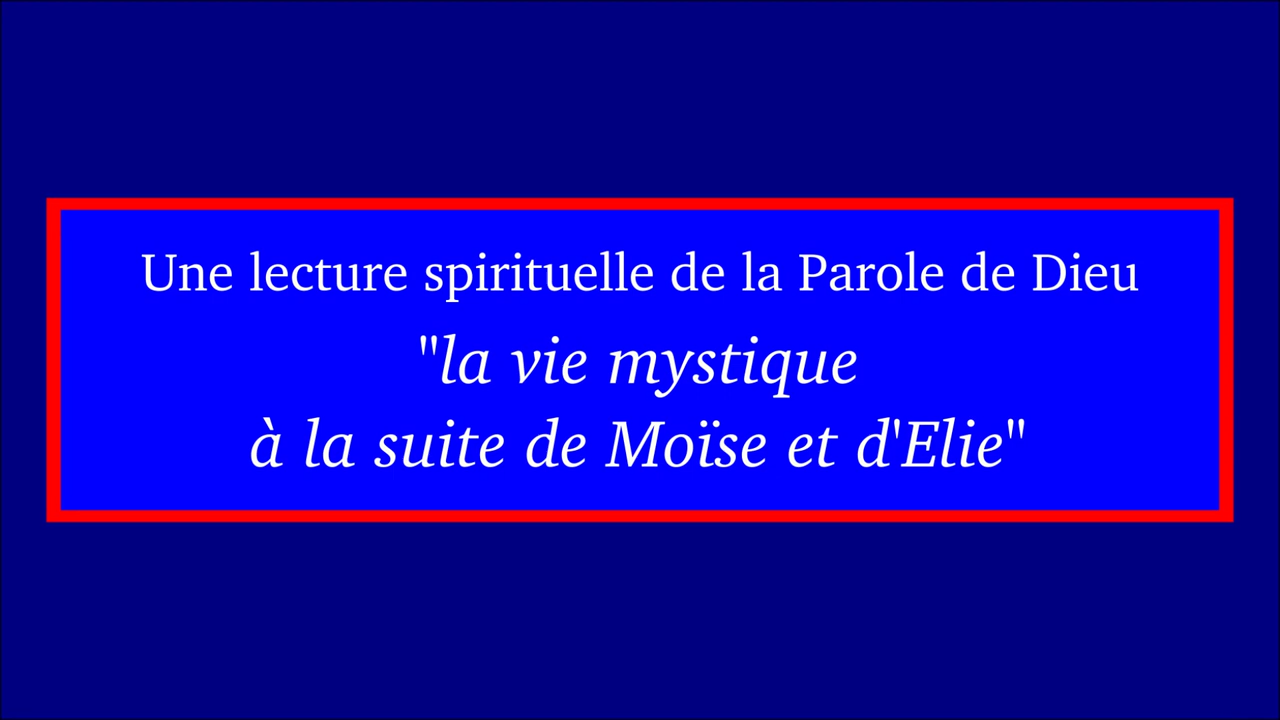 Une lecture spirituelle de la Parole de Dieu
"la vie mystique
à la suite de Moïse et d'Elie"